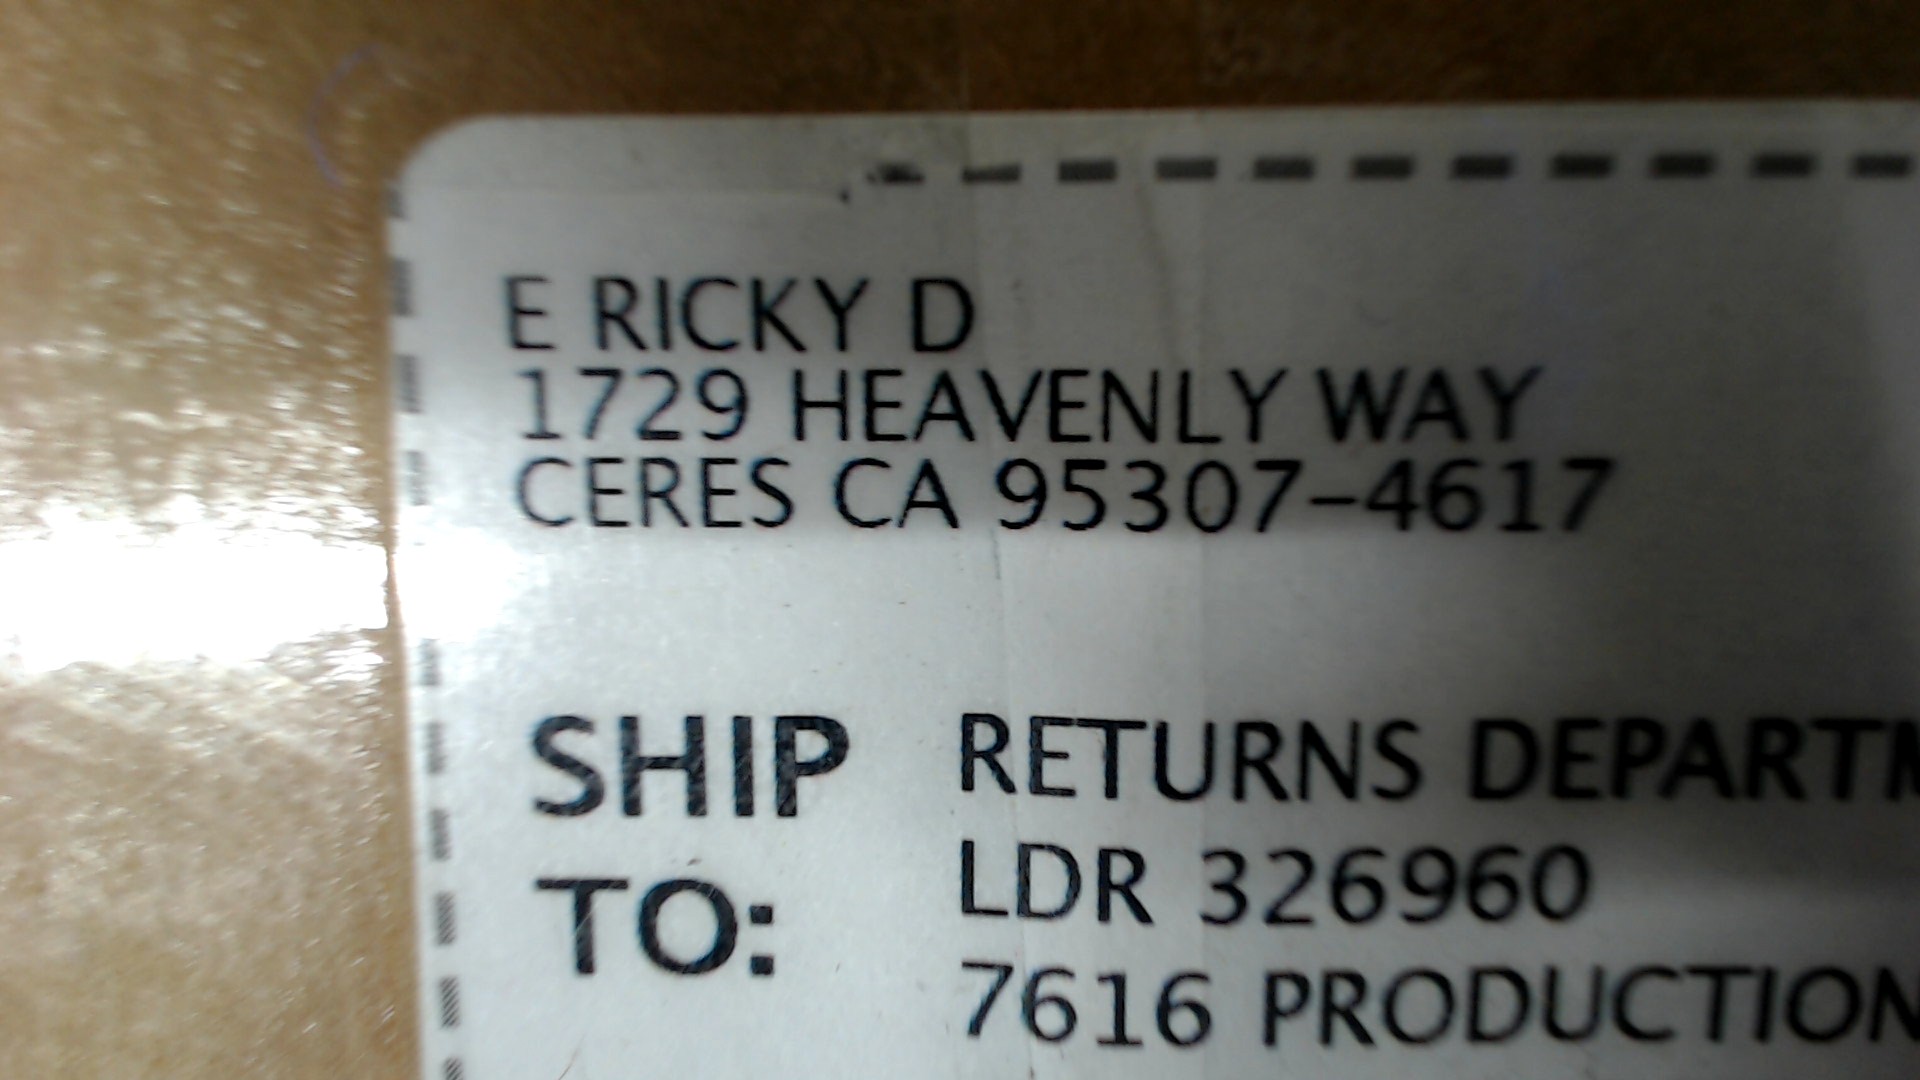 E RICKY D
1729 HEAVENLY WAY
CERES CA 95307-4617
SHIP TO:
RETURNS DEPARTM
LDR 326960
7616 PRODUCTION